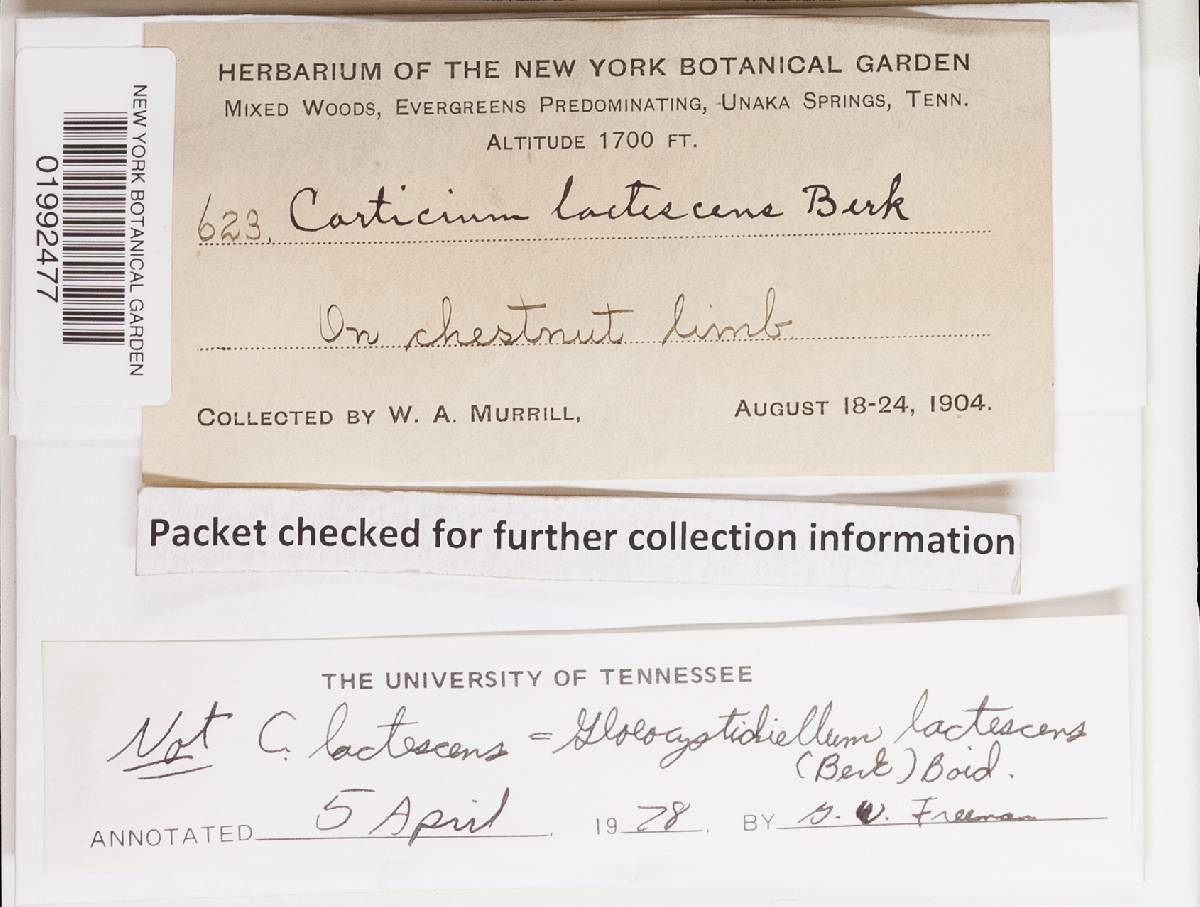 HERBARIUM OF THE NEW YORK BOTANICAL GARDEN
MIXED WOODS, EVERGREENS PREDOMINATING, UNAKA SPRINGS, TENN.
ALTITUDE 1700 FT.
623. Corticium lactescens Berk
On chestnut limb
COLLECTED BY W. A. MURRILL, AUGUST 18-24, 1904.
NEW YORK BOTANICAL GARDEN
01992477
Packet checked for further collection information
THE UNIVERSITY OF TENNESSEE
Not C. lactescens = Gloeocystidiellum lactescens
(Berk) Boid.
ANNOTATED 5 April 1978. BY G. W. Freeman